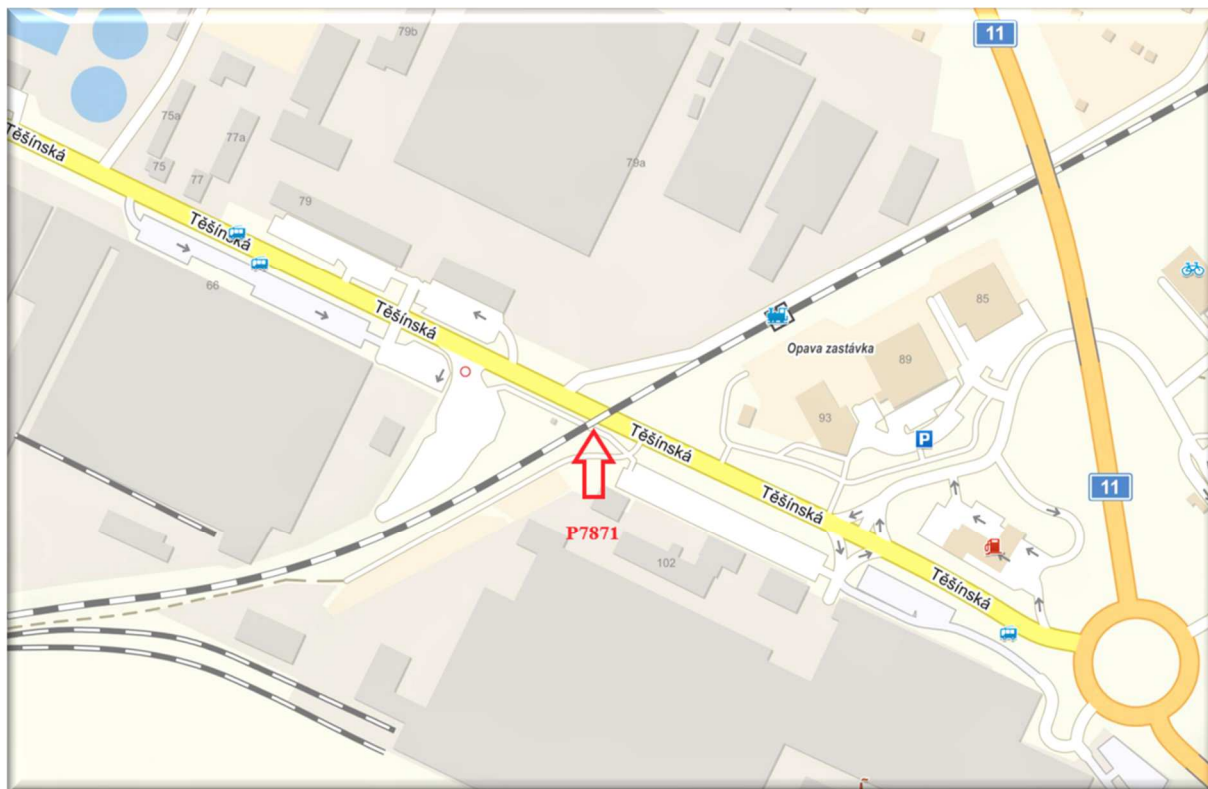 79b
11
75a
77a
79a
Těšínská
75
77
79
Těšínská
66
85
Těšínská
Opava zastávka
89
93
Těšínská
P
11
Těšínská
P7871
102
Těšínská